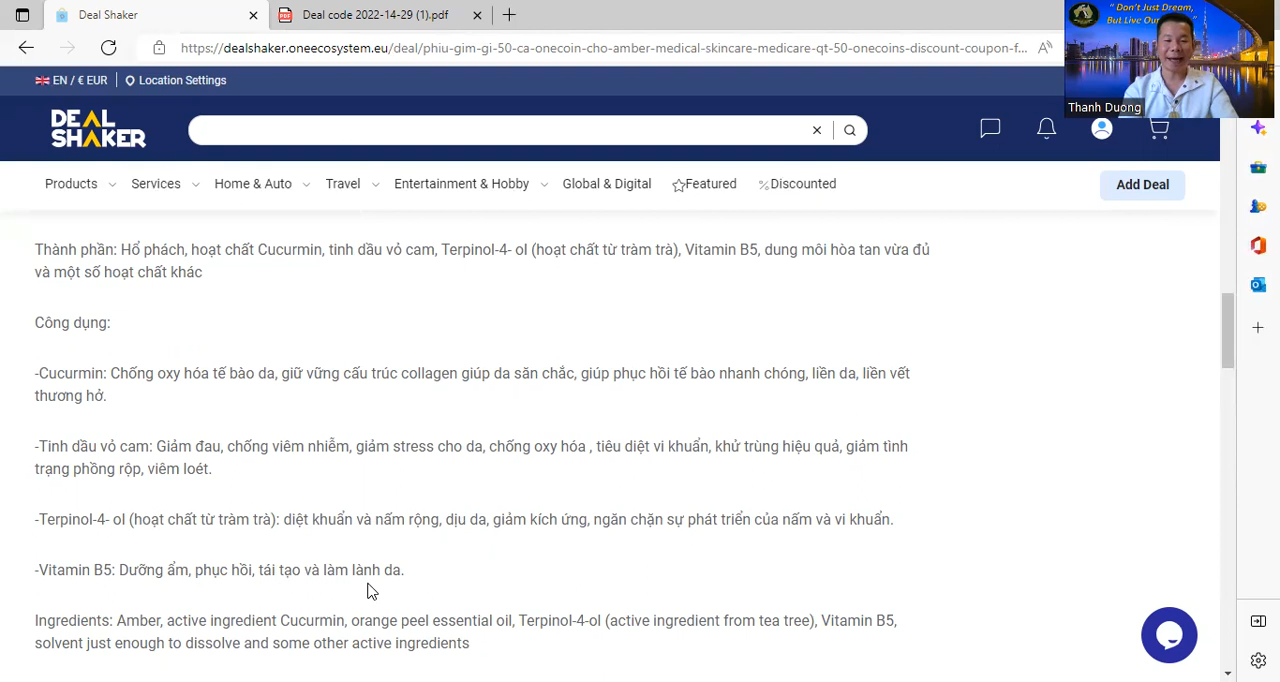 Deal Shaker
Deal code 2022-14-29 (1).pdf
https://dealshaker.oneecosystem.eu/deal/phiu-gim-gi-50-ca-onecoin-cho-amber-medical-skincare-medicare-qt-50-onecoins-discount-coupon-f...
" Don't Just Dream,
But Live Our
Thanh Duong
EN / € EUR
Location Settings
DEAL
SHAKER
Products
Services
Home & Auto
Travel
Entertainment & Hobby
Global & Digital
Featured
Discounted
Add Deal
Thành phần: Hổ phách, hoạt chất Cucurmin, tinh dầu vỏ cam, Terpinol-4- ol (hoạt chất từ tràm trà), Vitamin B5, dung môi hòa tan vừa đủ
và một số hoạt chất khác
Công dụng:
-Cucurmin: Chống oxy hóa tế bào da, giữ vững cấu trúc collagen giúp da săn chắc, giúp phục hồi tế bào nhanh chóng, liền da, liền vết
thương hở.
-Tinh dầu vỏ cam: Giảm đau, chống viêm nhiễm, giảm stress cho da, chống oxy hóa , tiêu diệt vi khuẩn, khử trùng hiệu quả, giảm tình
trạng phồng rộp, viêm loét.
-Terpinol-4- ol (hoạt chất từ tràm trà): diệt khuẩn và nấm rộng, dịu da, giảm kích ứng, ngăn chặn sự phát triển của nấm và vi khuẩn.
-Vitamin B5: Dưỡng ẩm, phục hồi, tái tạo và làm lành da.
Ingredients: Amber, active ingredient Cucurmin, orange peel essential oil, Terpinol-4-ol (active ingredient from tea tree), Vitamin B5,
solvent just enough to dissolve and some other active ingredients